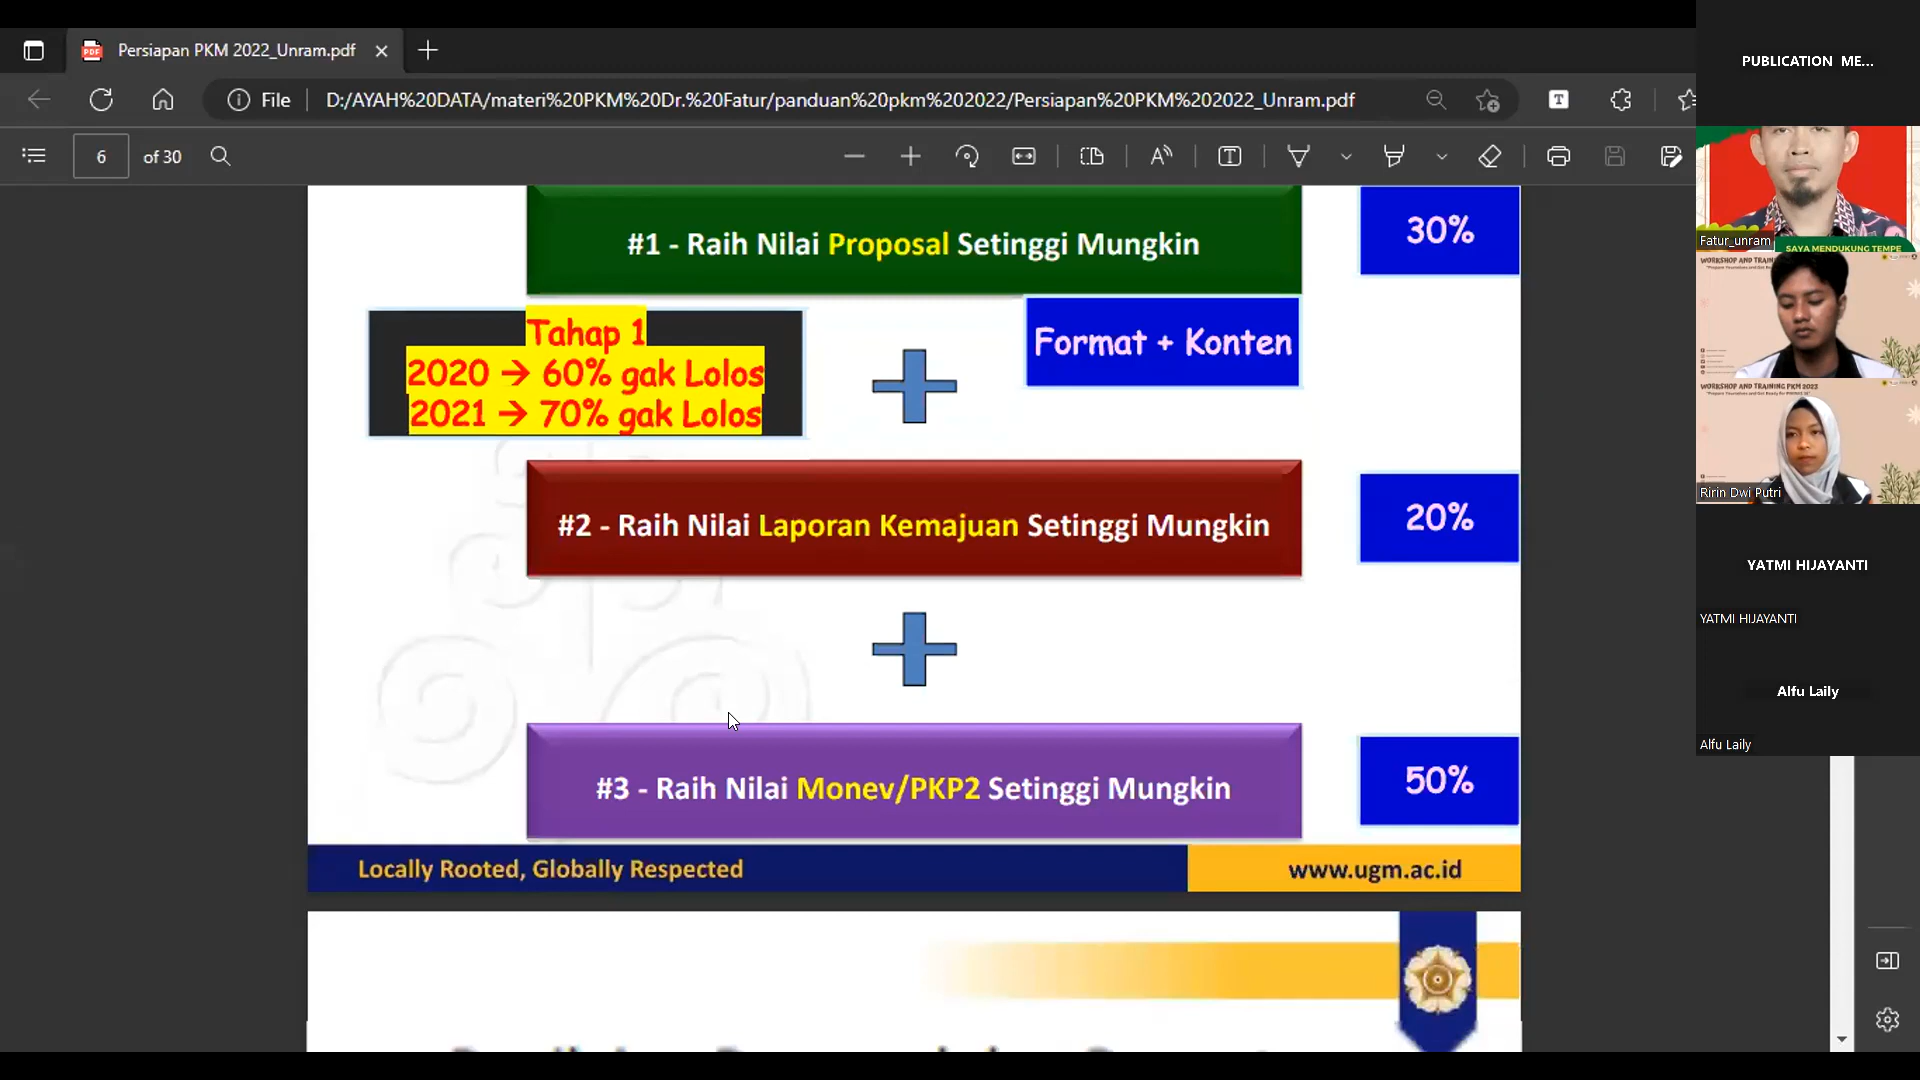 Persiapan PKM 2022_Unram.pdf
PUBLICATION ME...
File
D:/AYAH%20DATA/materi%20PKM%20Dr.%20Fatur/panduan%20pkm%202022/Persiapan%20PKM%202022_Unram.pdf
6 of 30
#1 - Raih Nilai Proposal Setinggi Mungkin
30%
Tahap 1
2020 → 60% gak Lolos
2021 → 70% gak Lolos
Format + Konten
#2 - Raih Nilai Laporan Kemajuan Setinggi Mungkin
20%
#3 - Raih Nilai Monev/PKP2 Setinggi Mungkin
50%
Locally Rooted, Globally Respected
www.ugm.ac.id
Fatur_unram
SAYA MENDUKUNG TEMPE
WORKSHOP AND TRAINING PKM 2023
Ririn Dwi Putri
YATMI HIJAYANTI
YATMI HIJAYANTI
Alfu Laily
Alfu Laily